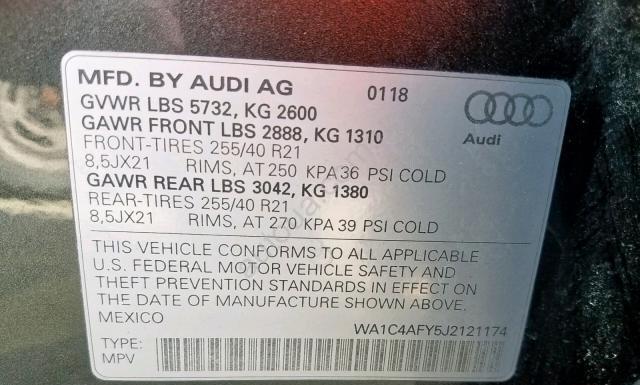 MFD. BY AUDI AG 0118
GVWR LBS 5732, KG 2600
GAWR FRONT LBS 2888, KG 1310
FRONT-TIRES 255/40 R21
8,5JX21 RIMS, AT 250 KPA 36 PSI COLD
GAWR REAR LBS 3042, KG 1380
REAR-TIRES 255/40 R21
8,5JX21 RIMS, AT 270 KPA 39 PSI COLD
Audi
THIS VEHICLE CONFORMS TO ALL APPLICABLE
U.S. FEDERAL MOTOR VEHICLE SAFETY AND
THEFT PREVENTION STANDARDS IN EFFECT ON
THE DATE OF MANUFACTURE SHOWN ABOVE.
MEXICO
WA1C4AFY5J2121174
TYPE:
MPV